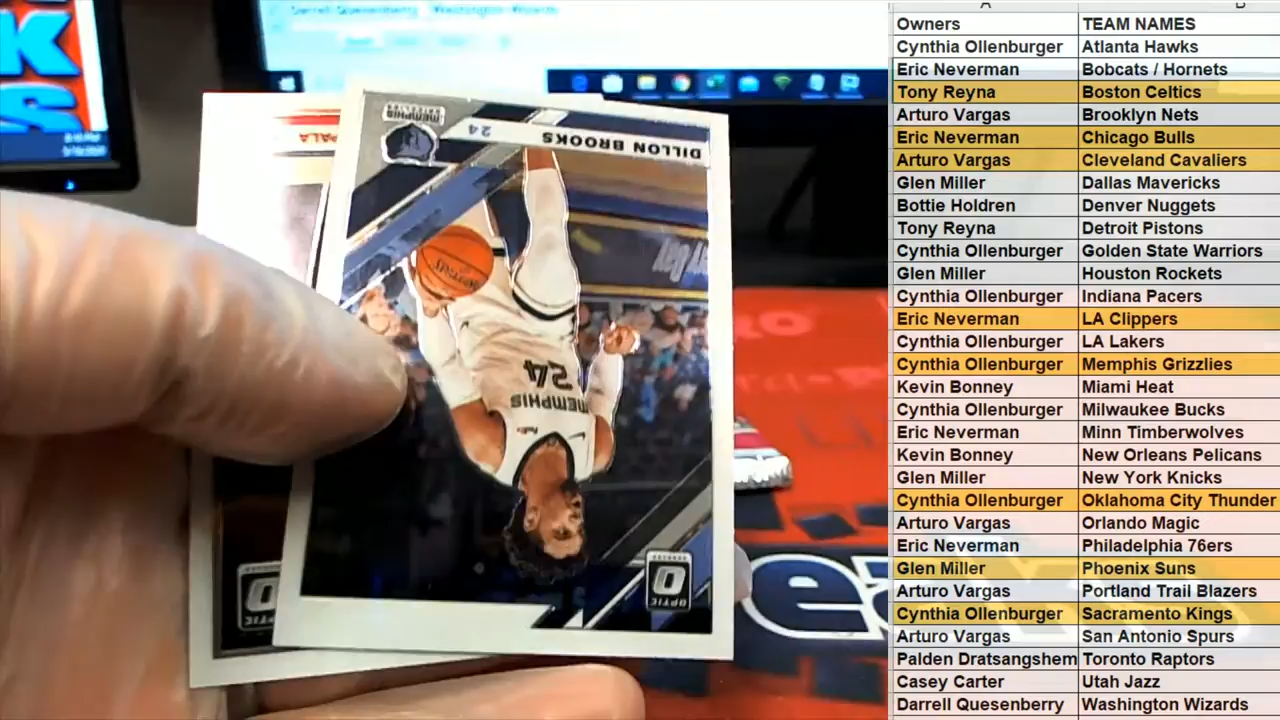 A B
Owners TEAM NAMES
Cynthia Ollenburger Atlanta Hawks
Eric Neverman Bobcats / Hornets
Tony Reyna Boston Celtics
Arturo Vargas Brooklyn Nets
Eric Neverman Chicago Bulls
Arturo Vargas Cleveland Cavaliers
Glen Miller Dallas Mavericks
Bottie Holdren Denver Nuggets
Tony Reyna Detroit Pistons
Cynthia Ollenburger Golden State Warriors
Glen Miller Houston Rockets
Cynthia Ollenburger Indiana Pacers
Eric Neverman LA Clippers
Cynthia Ollenburger LA Lakers
Cynthia Ollenburger Memphis Grizzlies
Kevin Bonney Miami Heat
Cynthia Ollenburger Milwaukee Bucks
Eric Neverman Minn Timberwolves
Kevin Bonney New Orleans Pelicans
Glen Miller New York Knicks
Cynthia Ollenburger Oklahoma City Thunder
Arturo Vargas Orlando Magic
Eric Neverman Philadelphia 76ers
Glen Miller Phoenix Suns
Arturo Vargas Portland Trail Blazers
Cynthia Ollenburger Sacramento Kings
Arturo Vargas San Antonio Spurs
Palden Dratsangshem Toronto Raptors
Casey Carter Utah Jazz
Darrell Quesenberry Washington Wizards
DILLON BROOKS
24
MEMPHIS
GRIZZLIES
MEMPHIS
24
OPTIC
OPTIC
PALA